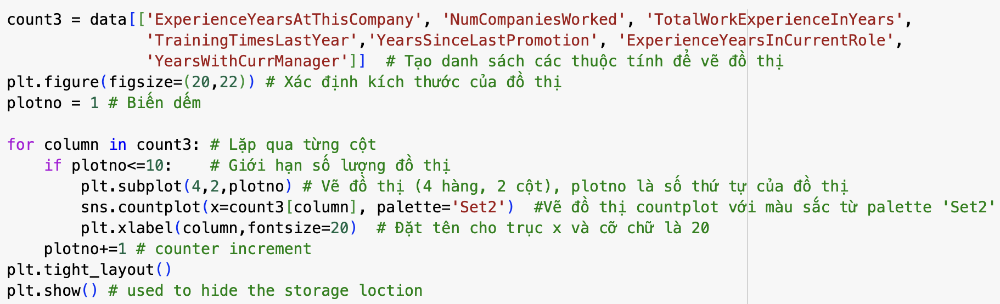 count3 = data[['ExperienceYearsAtThisCompany', 'NumCompaniesWorked', 'TotalWorkExperienceInYears',
'TrainingTimesLastYear','YearsSinceLastPromotion', 'ExperienceYearsInCurrentRole',
'YearsWithCurrManager']]  # Tạo danh sách các thuộc tính để vẽ đồ thị
plt.figure(figsize=(20,22)) # Xác định kích thước của đồ thị
plotno = 1 # Biến dếm
for column in count3: # Lặp qua từng cột
if plotno<=10:    # Giới hạn số lượng đồ thị
plt.subplot(4,2,plotno) # Vẽ đồ thị (4 hàng, 2 cột), plotno là số thứ tự của đồ thị
sns.countplot(x=count3[column], palette='Set2')  #Vẽ đồ thị countplot với màu sắc từ palette 'Set2'
plt.xlabel(column,fontsize=20)  # Đặt tên cho trục x và cỡ chữ là 20
plotno+=1 # counter increment
plt.tight_layout()
plt.show() # used to hide the storage loction